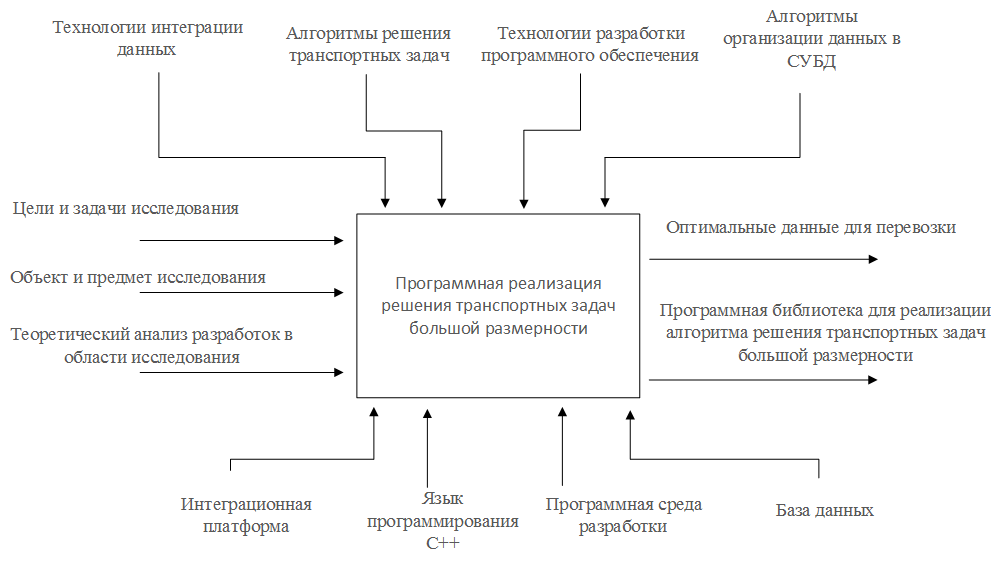 Технологии интеграции
данных
Алгоритмы решения
транспортных задач
Технологии разработки
программного обеспечения
Алгоритмы
организации данных в
СУБД
Цели и задачи исследования
Объект и предмет исследования
Теоретический анализ разработок в
области исследования
Программная реализация
решения транспортных задач
большой размерности
Оптимальные данные для перевозки
Программная библиотека для реализации
алгоритма решения транспортных задач
большой размерности
Интеграционная
платформа
Язык
программирования
C++
Программная среда
разработки
База данных